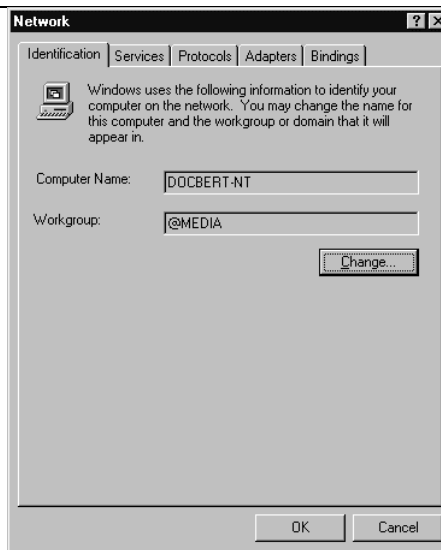 Network
Identification Services Protocols Adapters Bindings
Windows uses the following information to identify your
computer on the network. You may change the name for
this computer and the workgroup or domain that it will
appear in.
Computer Name: DOCBERT-NT
Workgroup: @MEDIA
Change...
OK Cancel